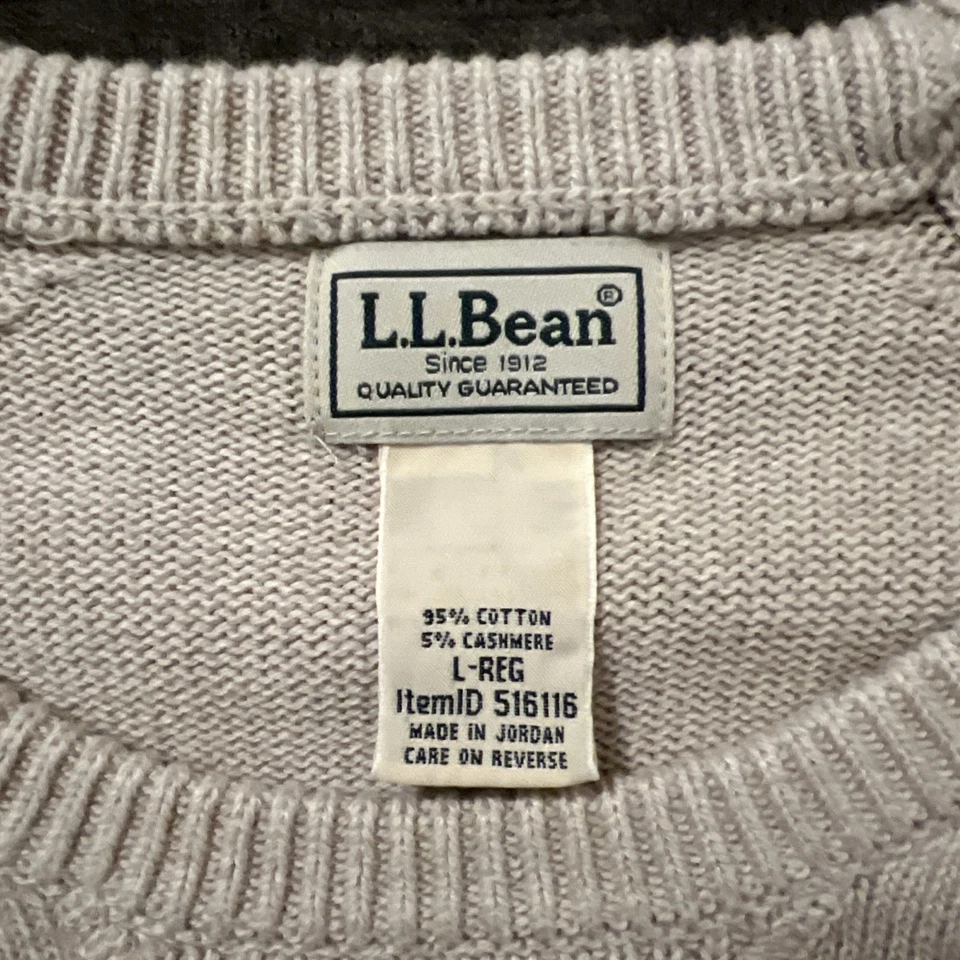 L.L.Bean®
Since 1912
QUALITY GUARANTEED
95% COTTON
5% CASHMERE
L-REG
ItemID 516116
MADE IN JORDAN
CARE ON REVERSE